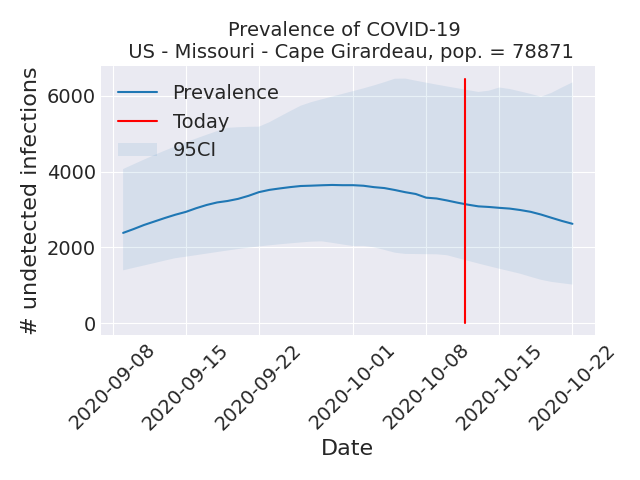 Prevalence of COVID-19
US - Missouri - Cape Girardeau, pop. = 78871
# undetected infections
6000
4000
2000
0
Prevalence
Today
95CI
2020-09-08
2020-09-15
2020-09-22
2020-10-01
2020-10-08
2020-10-15
2020-10-22
Date